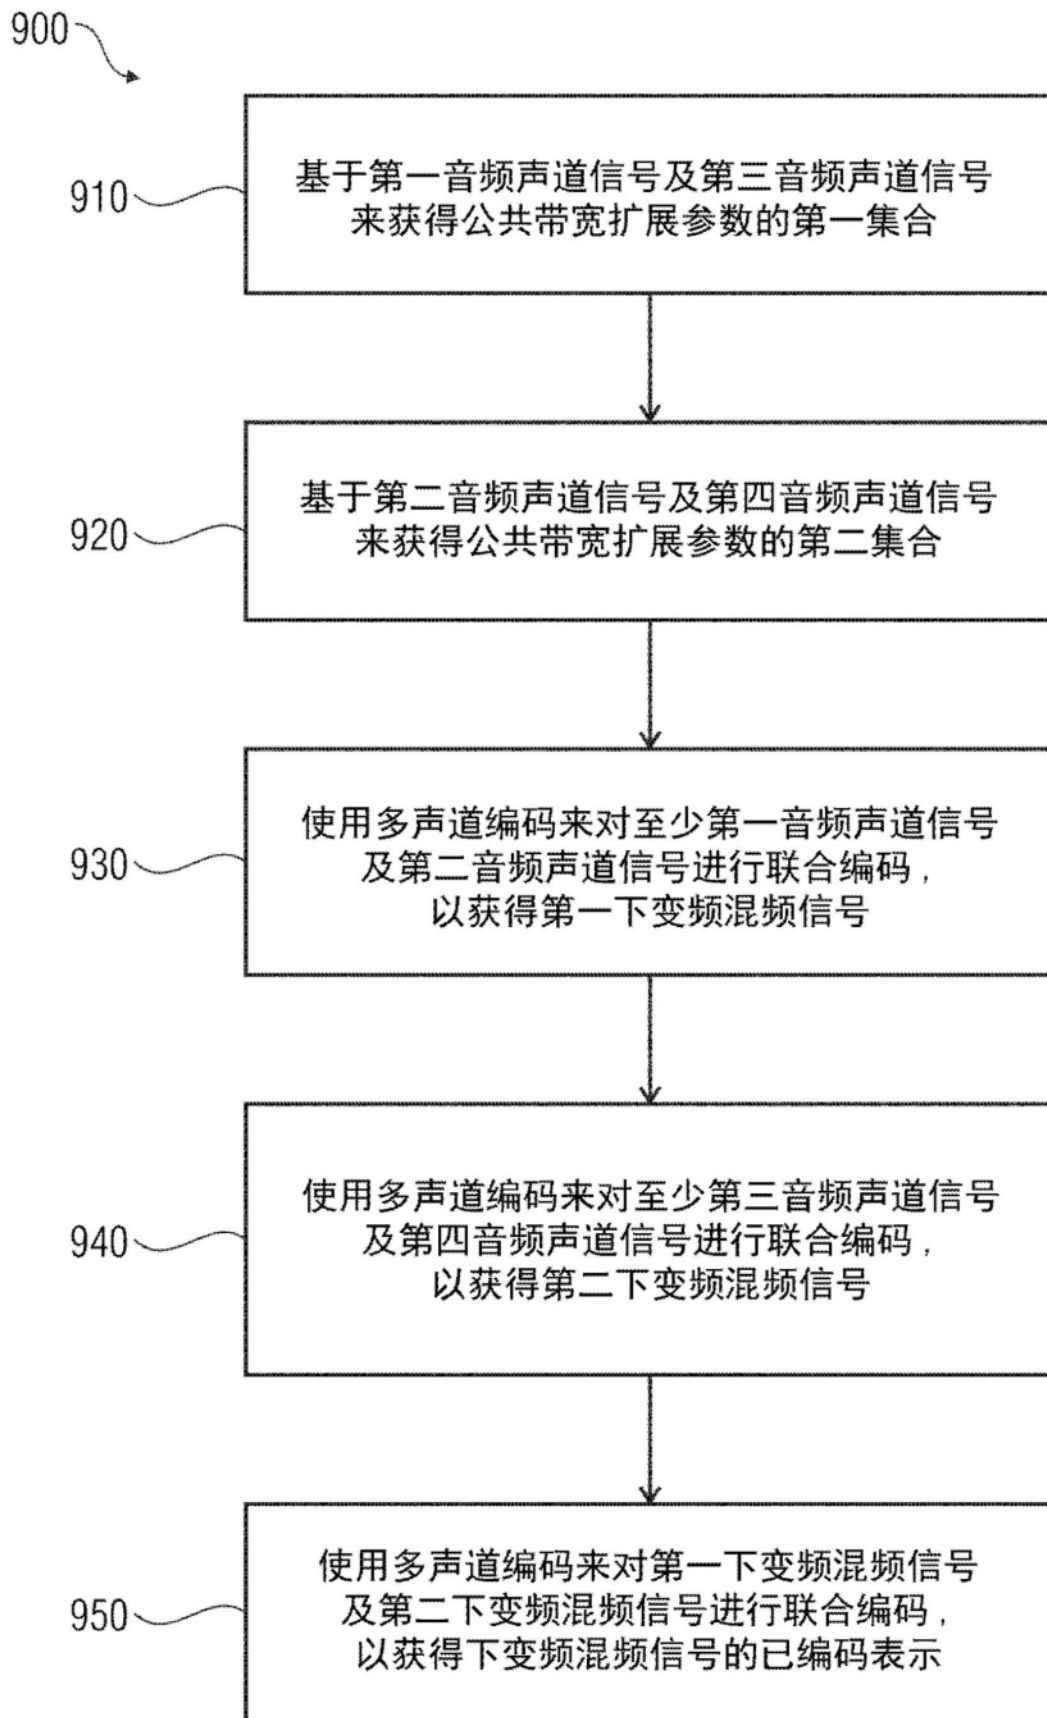 900
910
基于第一音频声道信号及第三音频声道信号
来获得公共带宽扩展参数的第一集合
920
基于第二音频声道信号及第四音频声道信号
来获得公共带宽扩展参数的第二集合
930
使用多声道编码来对至少第一音频声道信号
及第二音频声道信号进行联合编码,
以获得第一下变频混频信号
940
使用多声道编码来对至少第三音频声道信号
及第四音频声道信号进行联合编码,
以获得第二下变频混频信号
950
使用多声道编码来对第一下变频混频信号
及第二下变频混频信号进行联合编码,
以获得下变频混频信号的已编码表示